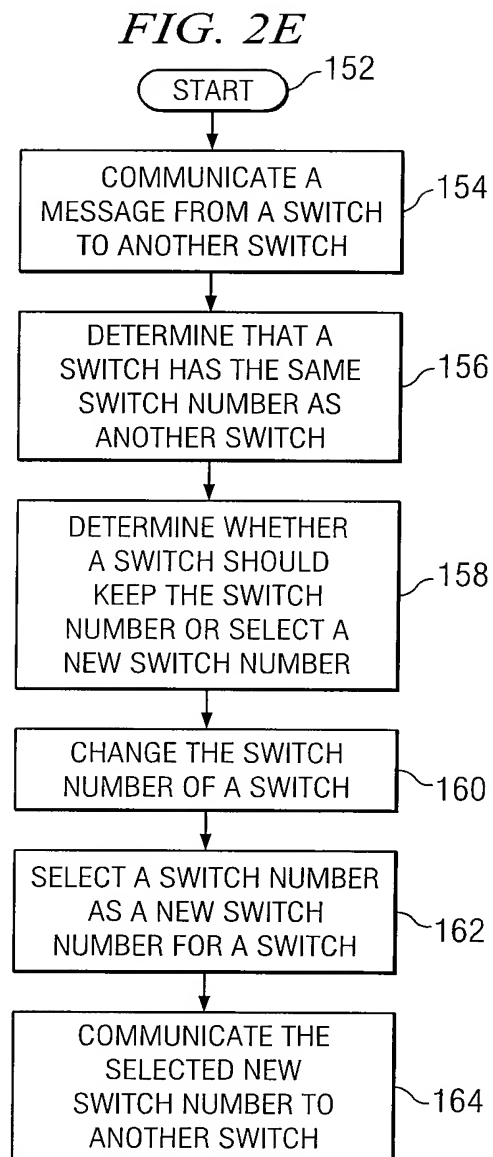 FIG. 2E
START
152
COMMUNICATE A
MESSAGE FROM A SWITCH
TO ANOTHER SWITCH
154
DETERMINE THAT A
SWITCH HAS THE SAME
SWITCH NUMBER AS
ANOTHER SWITCH
156
DETERMINE WHETHER
A SWITCH SHOULD
KEEP THE SWITCH
NUMBER OR SELECT A
NEW SWITCH NUMBER
158
CHANGE THE SWITCH
NUMBER OF A SWITCH
160
SELECT A SWITCH NUMBER
AS A NEW SWITCH
NUMBER FOR A SWITCH
162
COMMUNICATE THE
SELECTED NEW
SWITCH NUMBER TO
ANOTHER SWITCH
164